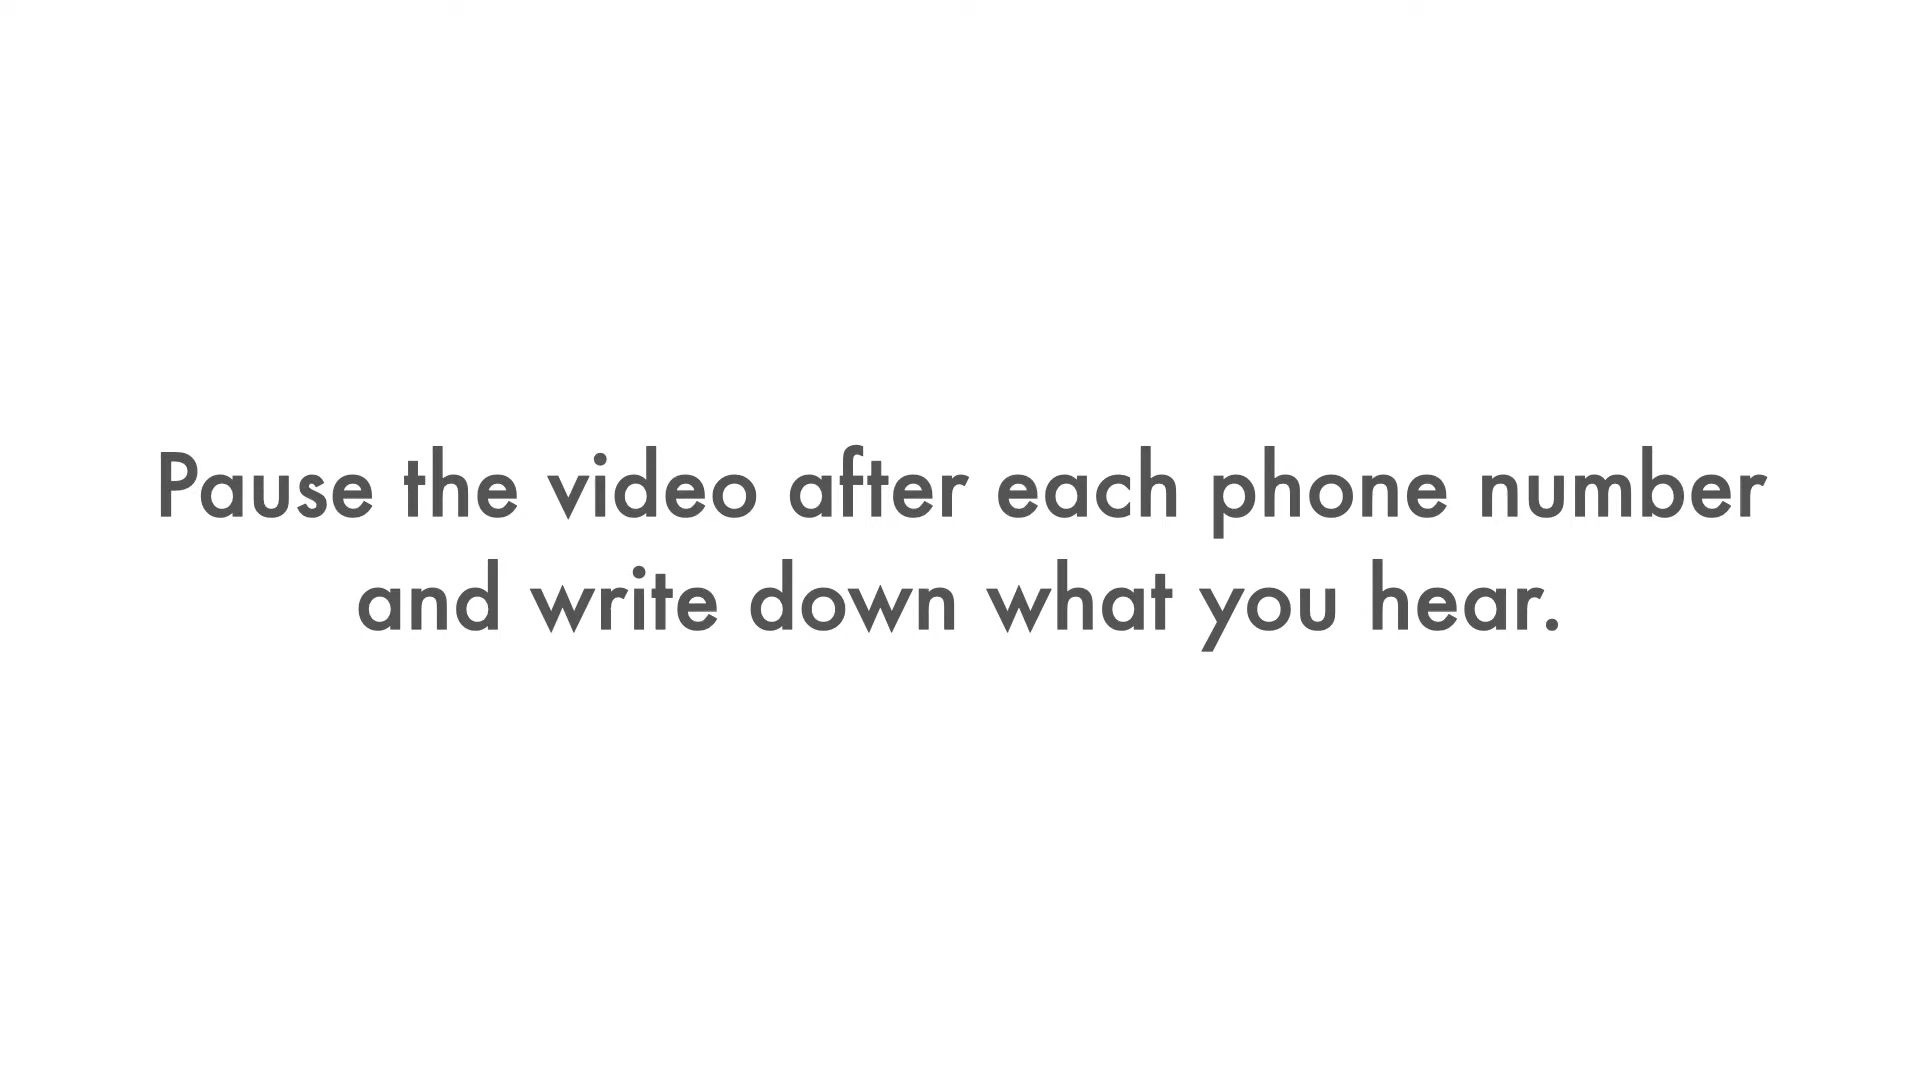 Pause the video after each phone number
and write down what you hear.